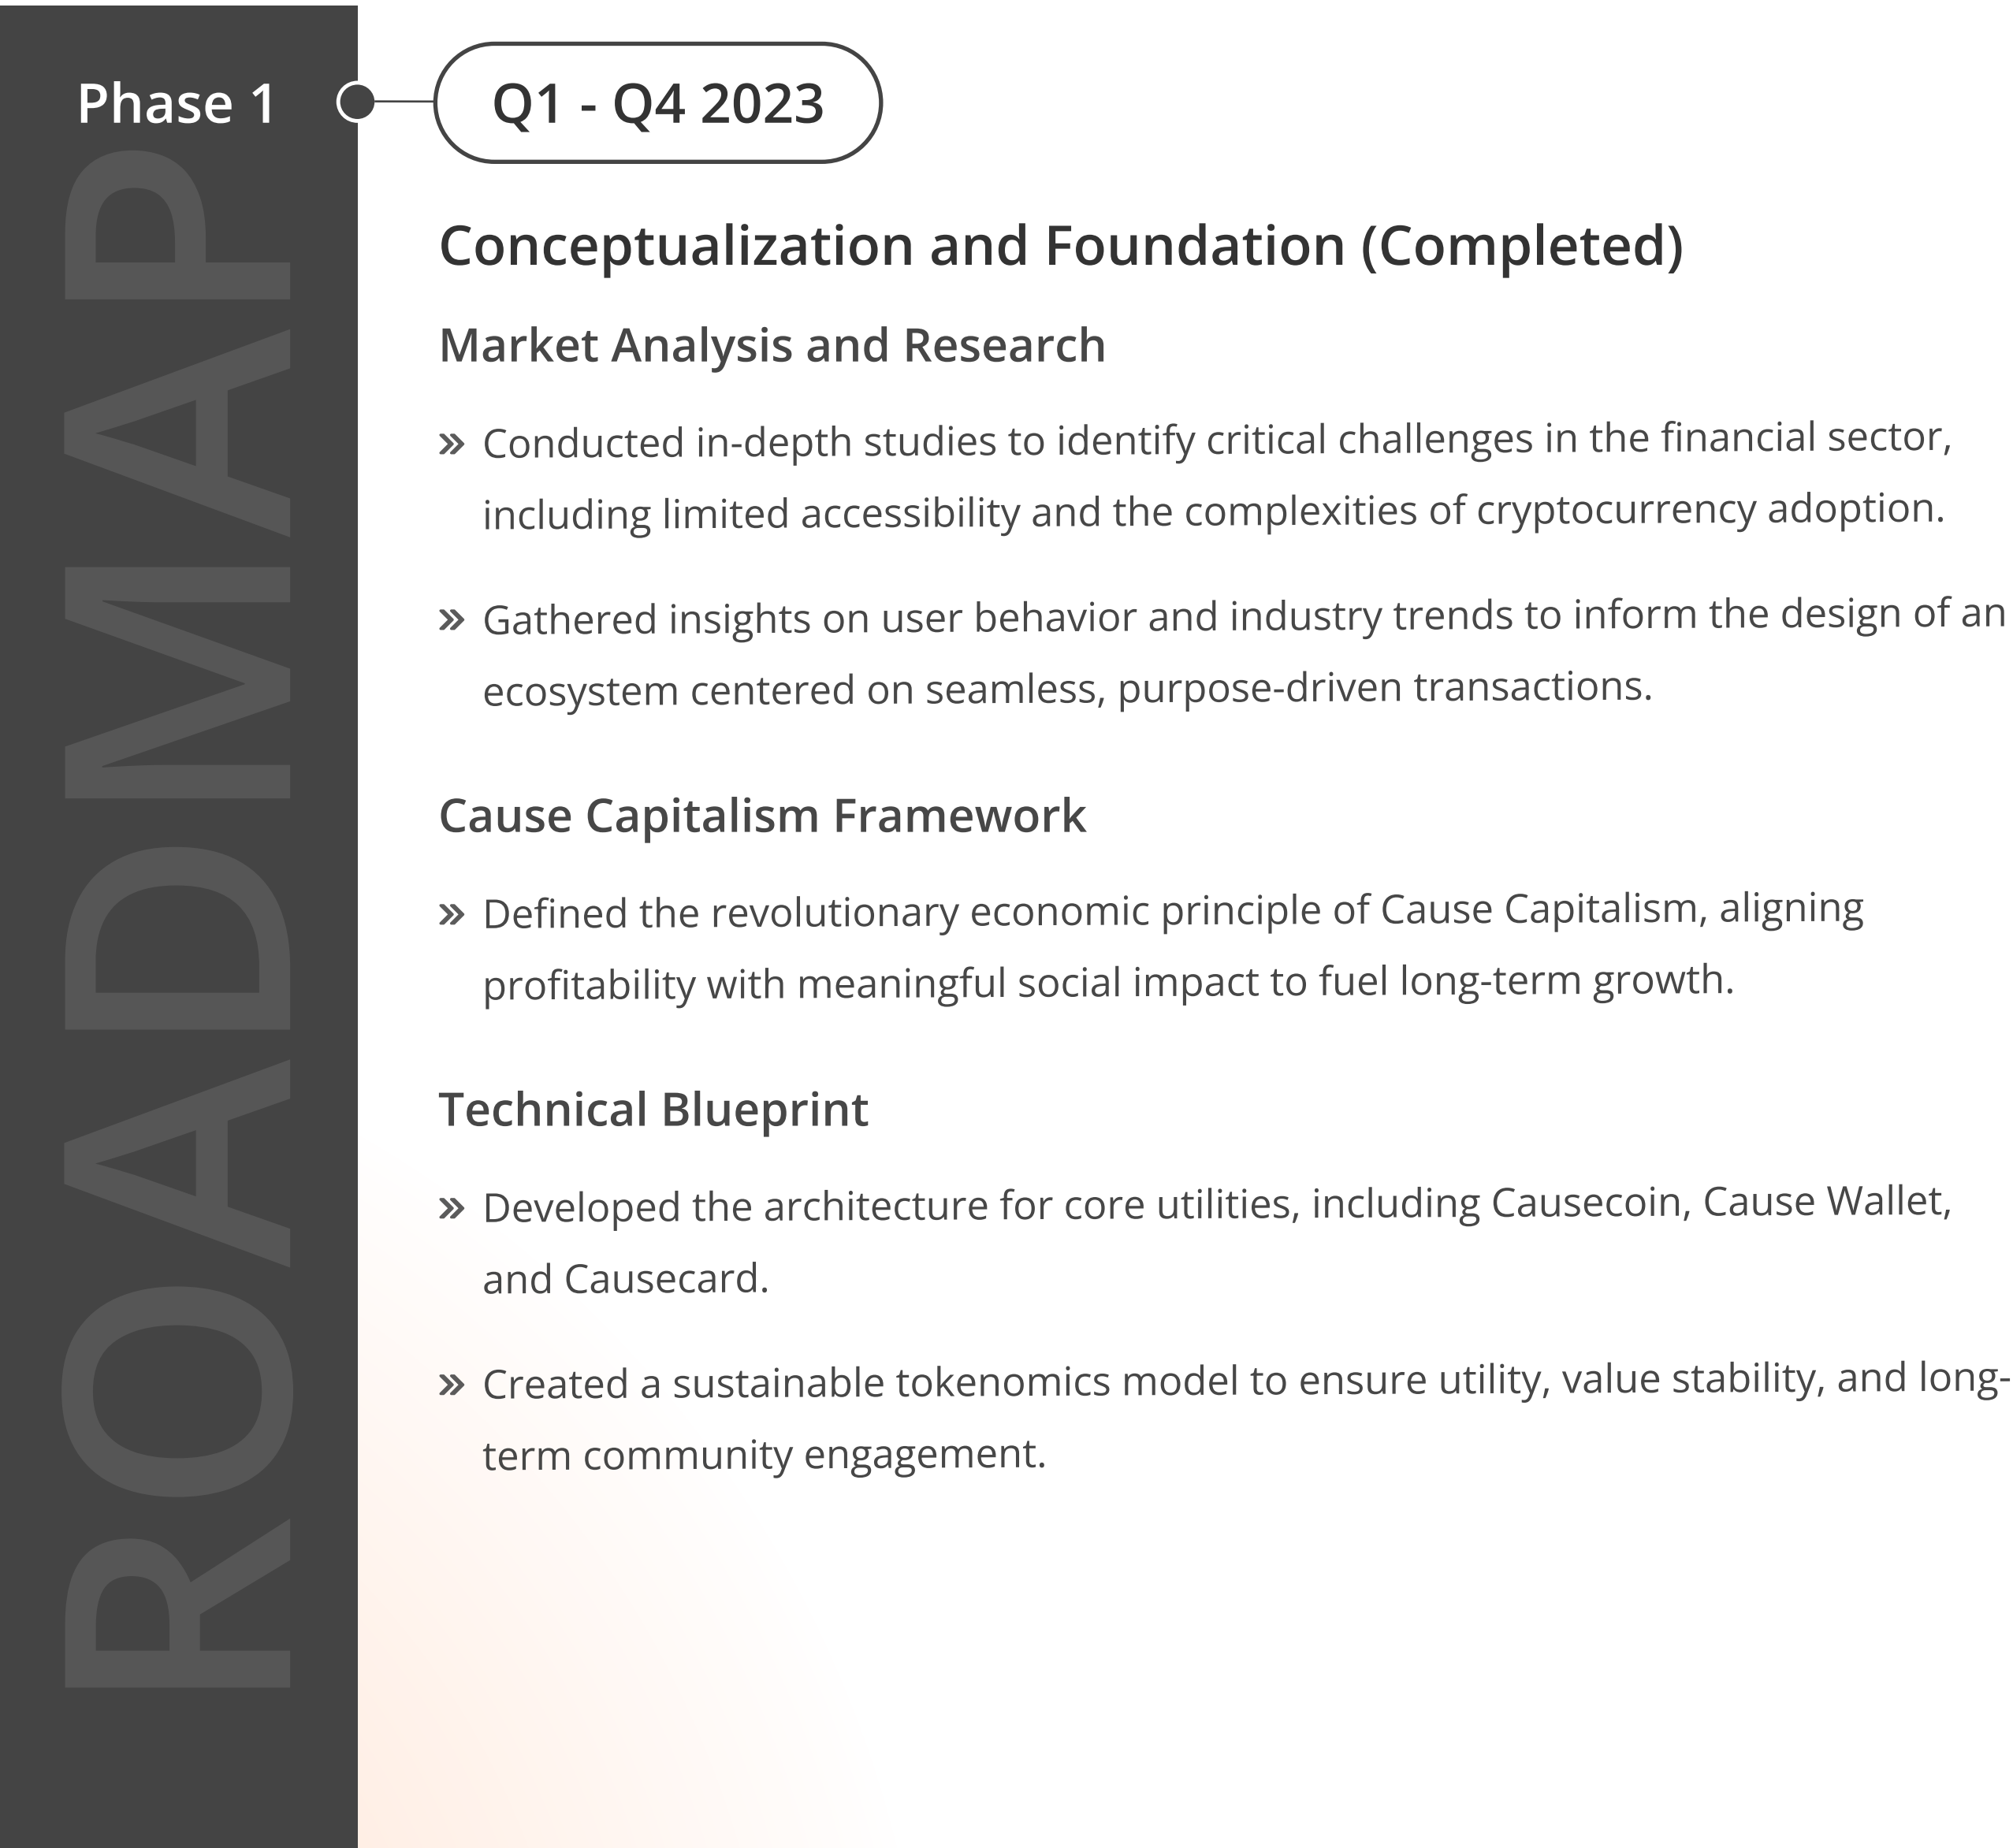 Phase 1
Q1 - Q4 2023
ROADMAP
Conceptualization and Foundation (Completed)
Market Analysis and Research
» Conducted in-depth studies to identify critical challenges in the financial sector,
including limited accessibility and the complexities of cryptocurrency adoption.
» Gathered insights on user behavior and industry trends to inform the design of an
ecosystem centered on seamless, purpose-driven transactions.
Cause Capitalism Framework
» Defined the revolutionary economic principle of Cause Capitalism, aligning
profitability with meaningful social impact to fuel long-term growth.
Technical Blueprint
» Developed the architecture for core utilities, including Causecoin, Cause Wallet,
and Causecard.
» Created a sustainable tokenomics model to ensure utility, value stability, and long-
term community engagement.